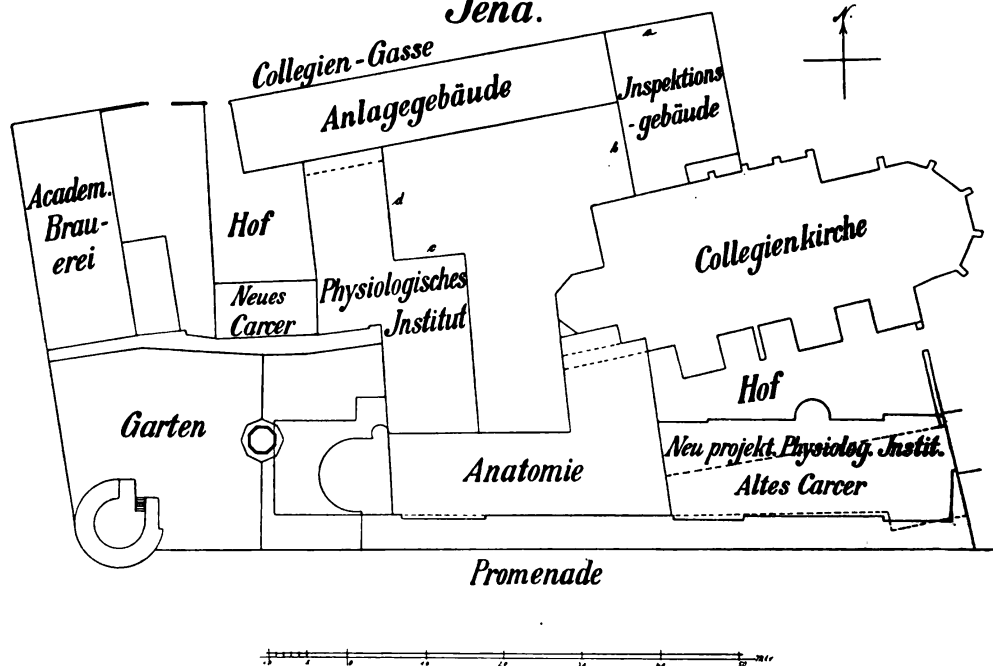 Jena.
N.
Collegien-Gasse
a
Anlagegebäude
Inspektions
-gebäude
b
Academ.
Brau-
erei
d
Hof
c
Collegienkirche
Neues
Carcer
Physiologisches
Institut
Hof
Garten
Neu projekt. Physiolog. Instit.
Anatomie
Altes Carcer
Promenade